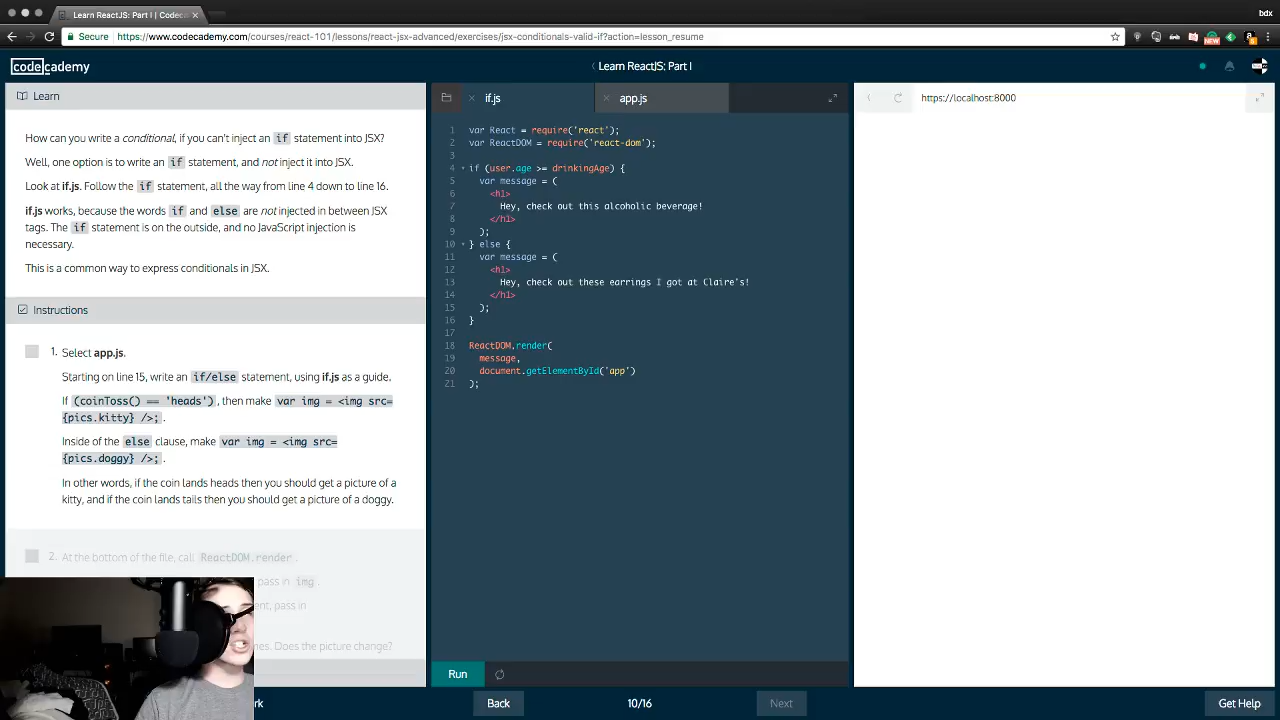 Learn ReactJS: Part I | Codec
bdx
Secure
https://www.codecademy.com/courses/react-101/lessons/react-jsx-advanced/exercises/jsx-conditionals-valid-if?action=lesson_resume
NEW
codecademy
Learn ReactJS: Part I
Learn
How can you write a conditional, if you can't inject an if statement into JSX?
Well, one option is to write an if statement, and not inject it into JSX.
Look at if.js. Follow the if statement, all the way from line 4 down to line 16.
if.js works, because the words if and else are not injected in between JSX
tags. The if statement is on the outside, and no JavaScript injection is
necessary.
This is a common way to express conditionals in JSX.
Instructions
1. Select app.js.
Starting on line 15, write an if/else statement, using if.js as a guide.
If (coinToss() == 'heads'), then make var img = <img src=
{pics.kitty} />;.
Inside of the else clause, make var img = <img src=
{pics.doggy} />;.
In other words, if the coin lands heads then you should get a picture of a
kitty, and if the coin lands tails then you should get a picture of a doggy.
2. At the bottom of the file, call ReactDOM.render.
pass in img.
ent, pass in
mes. Does the picture change?
rk
if.js
app.js
1 var React = require('react');
2 var ReactDOM = require('react-dom');
3
4 if (user.age >= drinkingAge) {
5 var message = (
6 <h1>
7 Hey, check out this alcoholic beverage!
8 </h1>
9 );
10 } else {
11 var message = (
12 <h1>
13 Hey, check out these earrings I got at Claire's!
14 </h1>
15 );
16 }
17
18 ReactDOM.render(
19 message,
20 document.getElementById('app')
21 );
Run
https://localhost:8000
Back
10/16
Next
Get Help